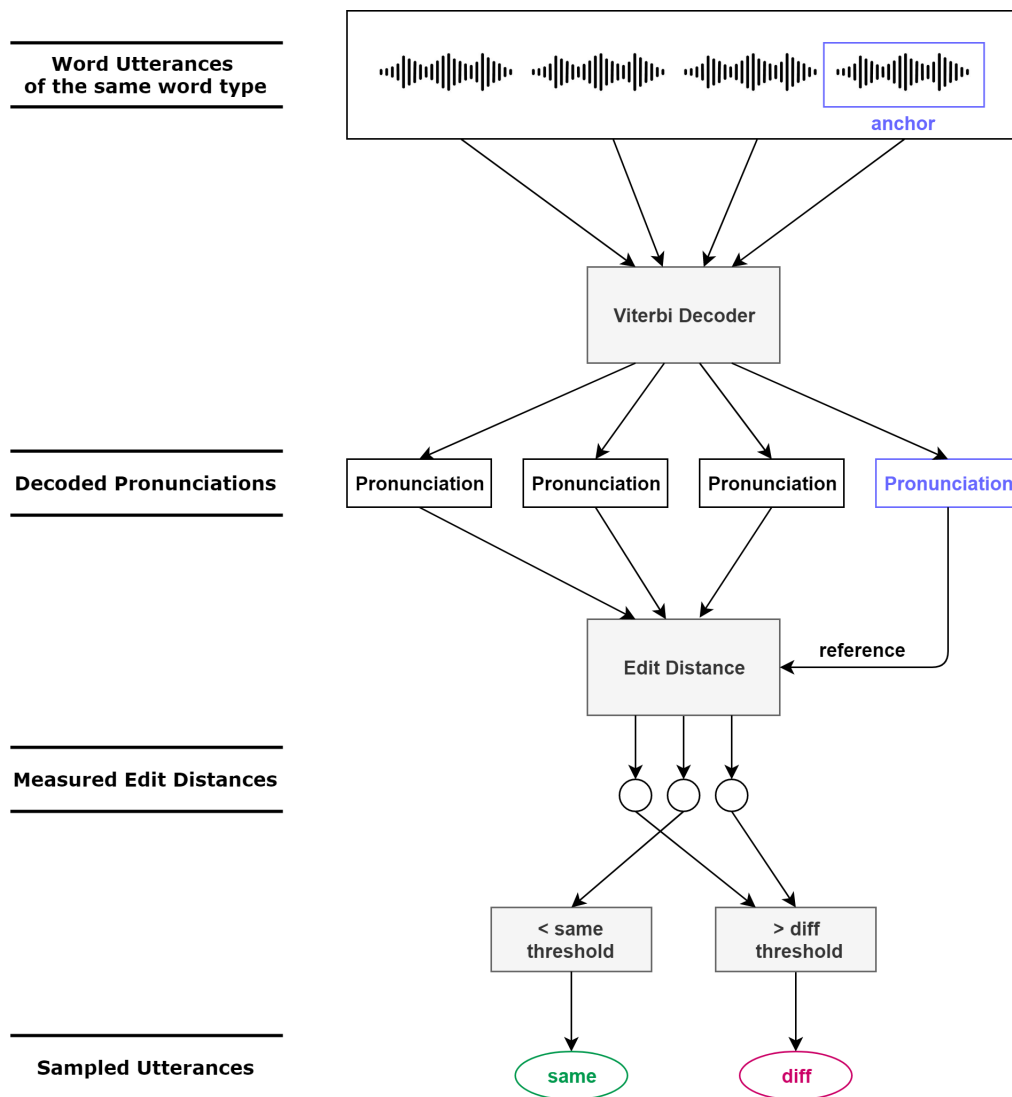 Word Utterances
of the same word type
anchor
Viterbi Decoder
Decoded Pronunciations
Pronunciation
Pronunciation
Pronunciation
Pronunciation
reference
Edit Distance
Measured Edit Distances
< same
threshold
> diff
threshold
Sampled Utterances
same
diff